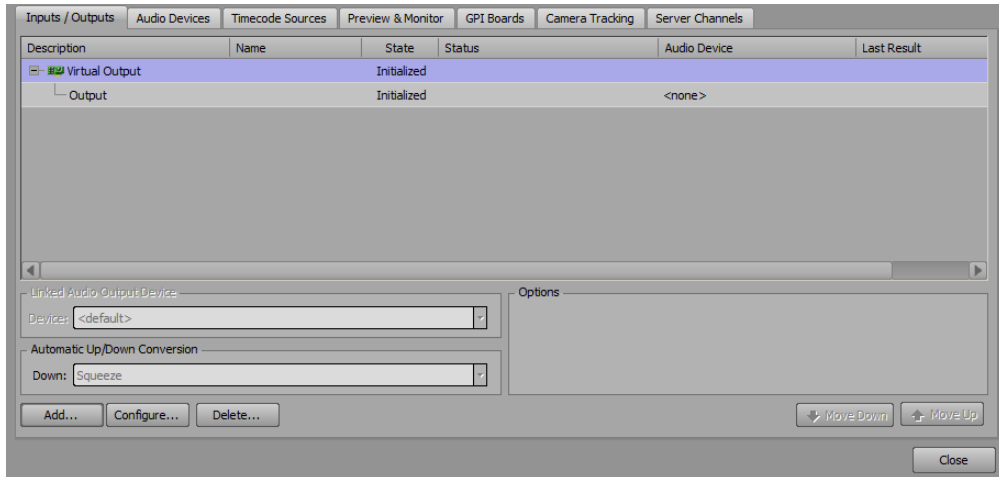 Inputs / Outputs Audio Devices Timecode Sources Preview & Monitor GPI Boards Camera Tracking Server Channels
Description Name State Status Audio Device Last Result
Virtual Output Initialized
Output Initialized <none>
Linked Audio Output Device
Device: <default>
Options
Automatic Up/Down Conversion
Down: Squeeze
Add... Configure... Delete... Move Down Move Up
Close